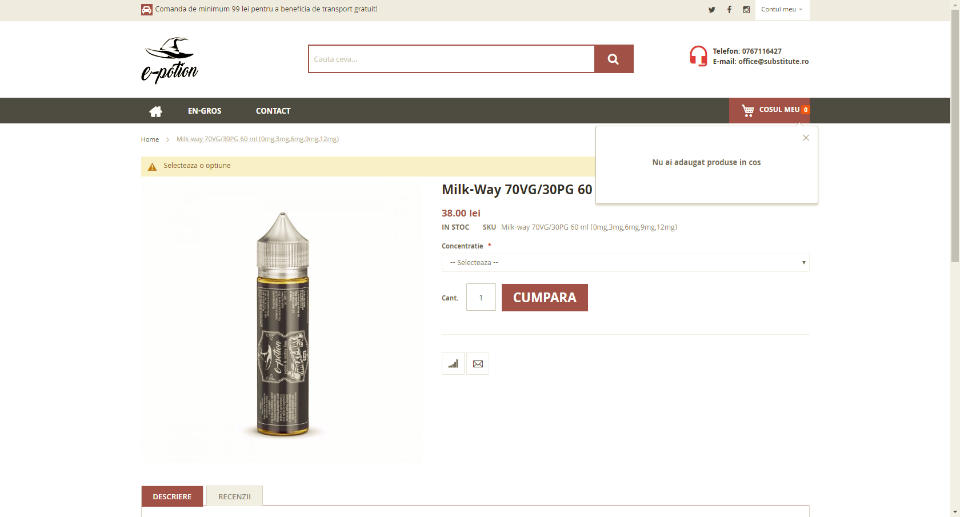 Comanda de minimum 99 lei pentru a beneficia de transport gratuit!
Contul meu
e-potion
Cauta ceva...
Telefon: 0767116427
E-mail: office@substitute.ro
EN-GROS
CONTACT
COSUL MEU 0
Home
Milk-way 70VG/30PG 60 ml (0mg,3mg,6mg,9mg,12mg)
Nu ai adaugat produse in cos
Selecteaza o optiune
Milk-Way 70VG/30PG 60
38.00 lei
IN STOC SKU Milk-way 70VG/30PG 60 ml (0mg,3mg,6mg,9mg,12mg)
Concentratie *
-- Selecteaza --
Cant. 1 CUMPARA
e-potion
DESCRIERE
RECENZII